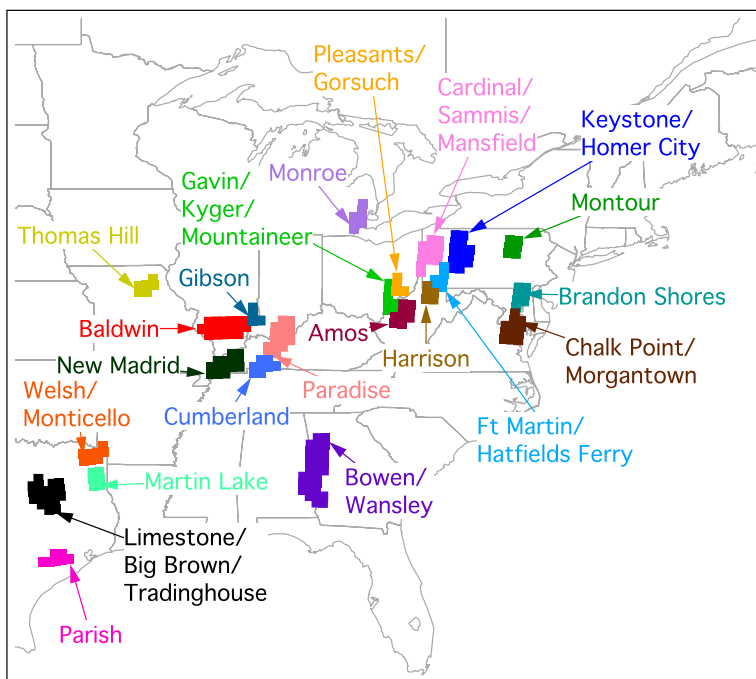 Pleasants/
Gorsuch
Cardinal/
Sammis/
Mansfield
Keystone/
Homer City
Monroe
Gavin/
Kyger/
Mountaineer
Montour
Thomas Hill
Gibson
Brandon Shores
Baldwin
Amos
Harrison
Chalk Point/
Morgantown
New Madrid
Paradise
Welsh/
Monticello
Cumberland
Ft Martin/
Hatfields Ferry
Martin Lake
Bowen/
Wansley
Limestone/
Big Brown/
Tradinghouse
Parish